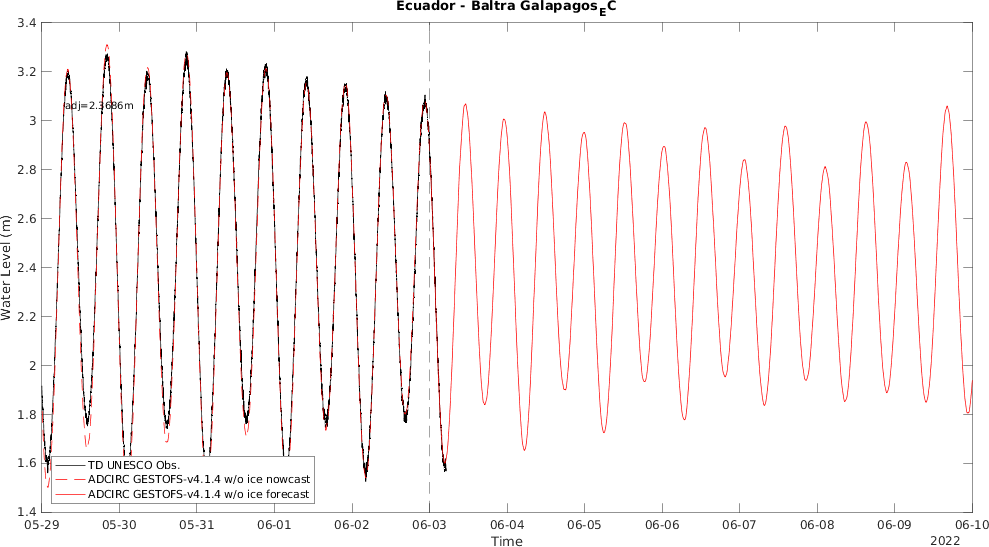 Ecuador - Baltra Galapagos_EC
3.4
3.2
3
2.8
2.6
2.4
2.2
2
1.8
1.6
1.4
Water Level (m)
adj=2.3686m
TD UNESCO Obs.
ADCIRC GESTOFS-v4.1.4 w/o ice nowcast
ADCIRC GESTOFS-v4.1.4 w/o ice forecast
05-29 05-30 05-31 06-01 06-02 06-03 06-04 06-05 06-06 06-07 06-08 06-09 06-10
Time
2022